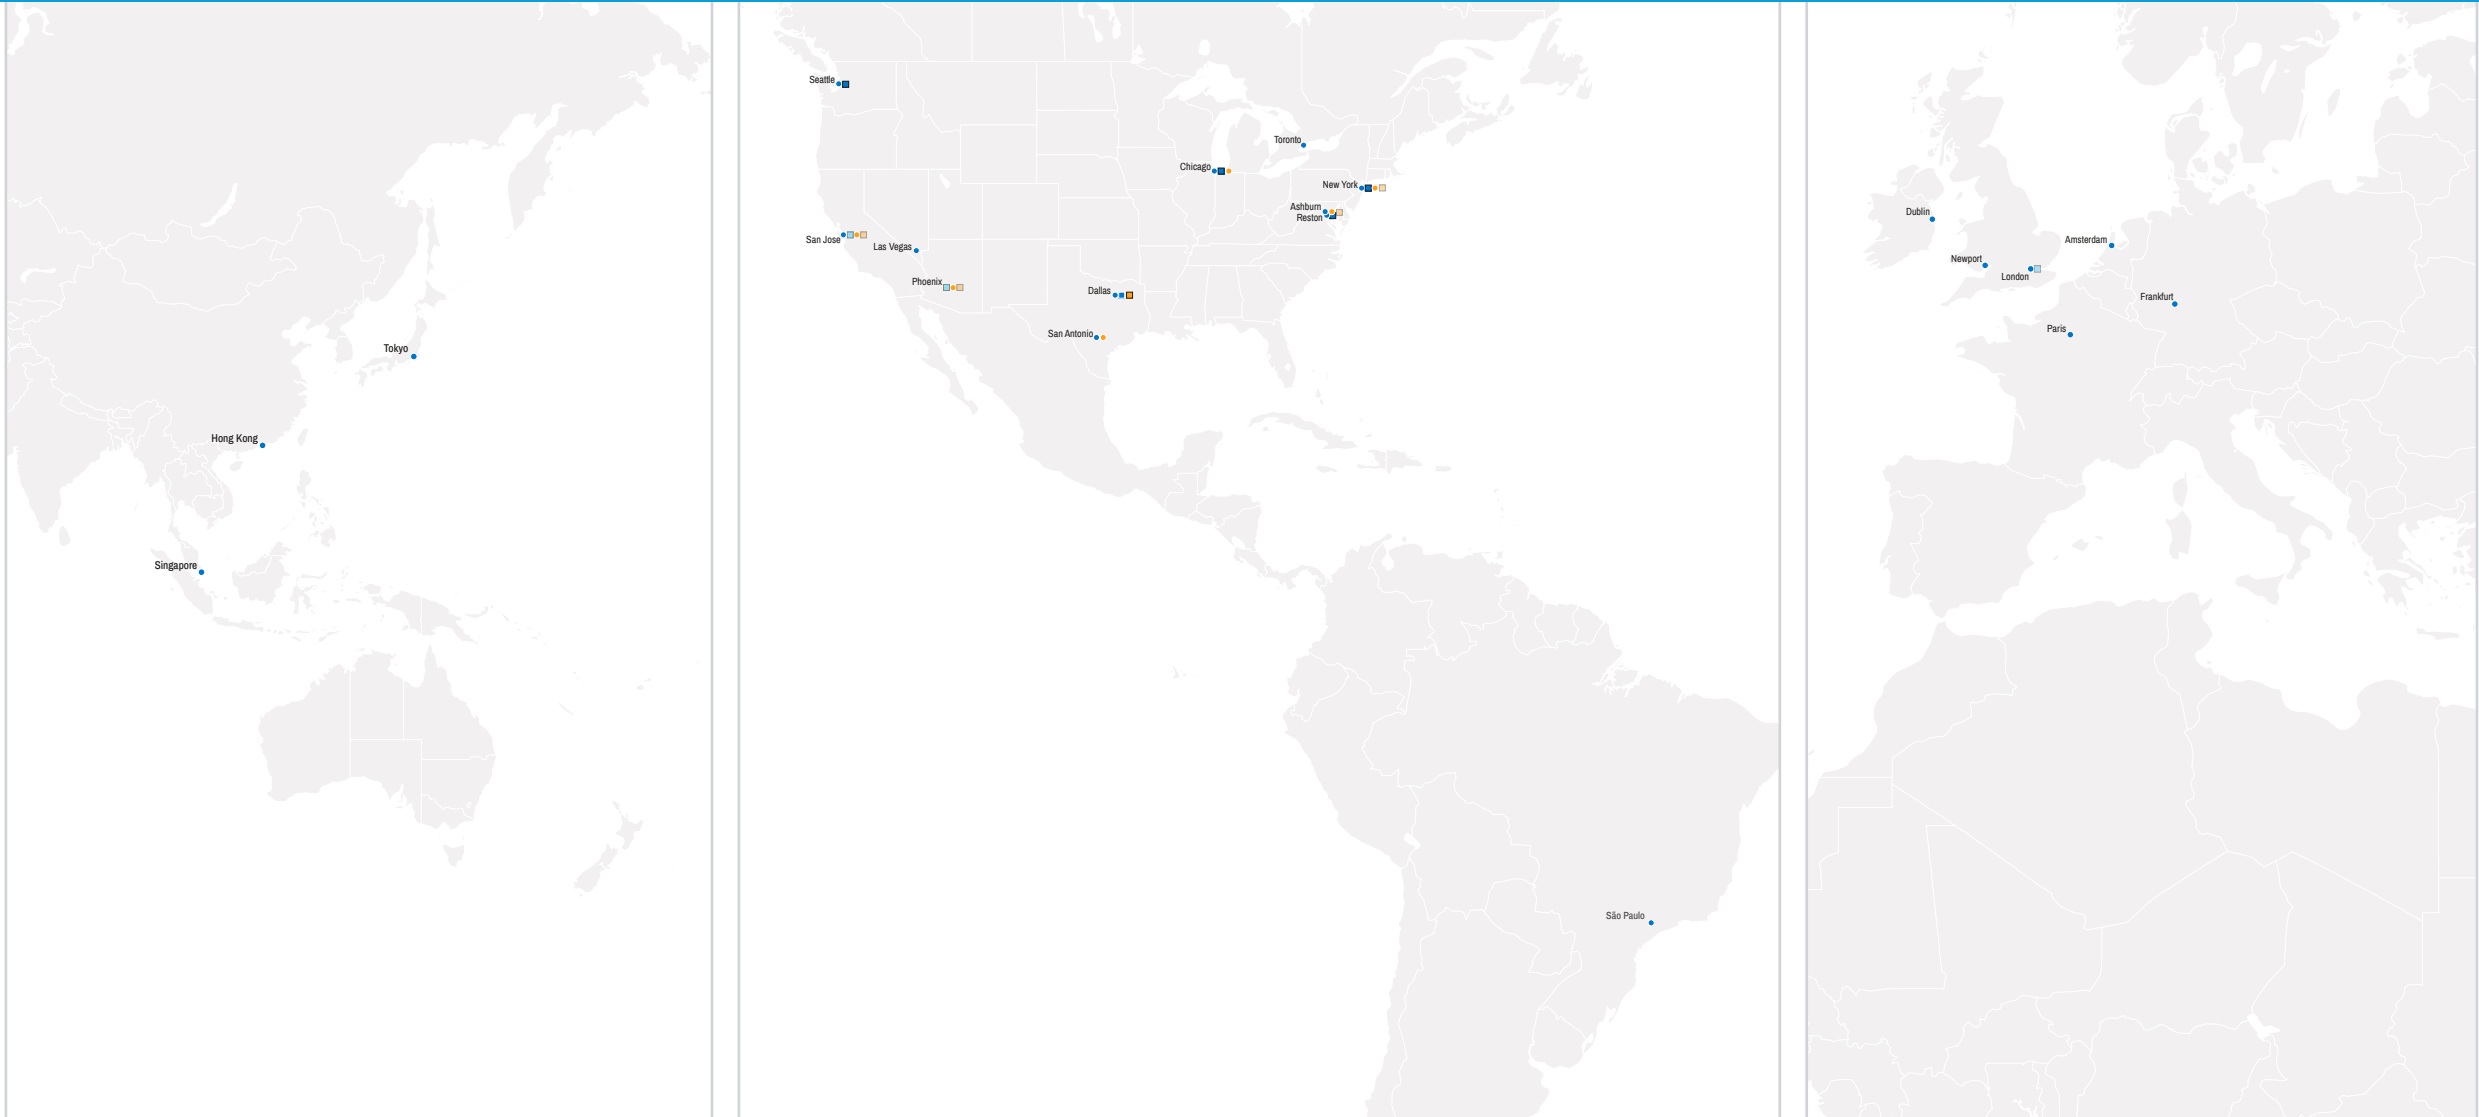 Tokyo
Hong Kong
Singapore
Seattle
Toronto
Chicago
New York
Ashburn
Reston
San Jose
Las Vegas
Phoenix
Dallas
San Antonio
São Paulo
Dublin
Amsterdam
Newport
London
Frankfurt
Paris